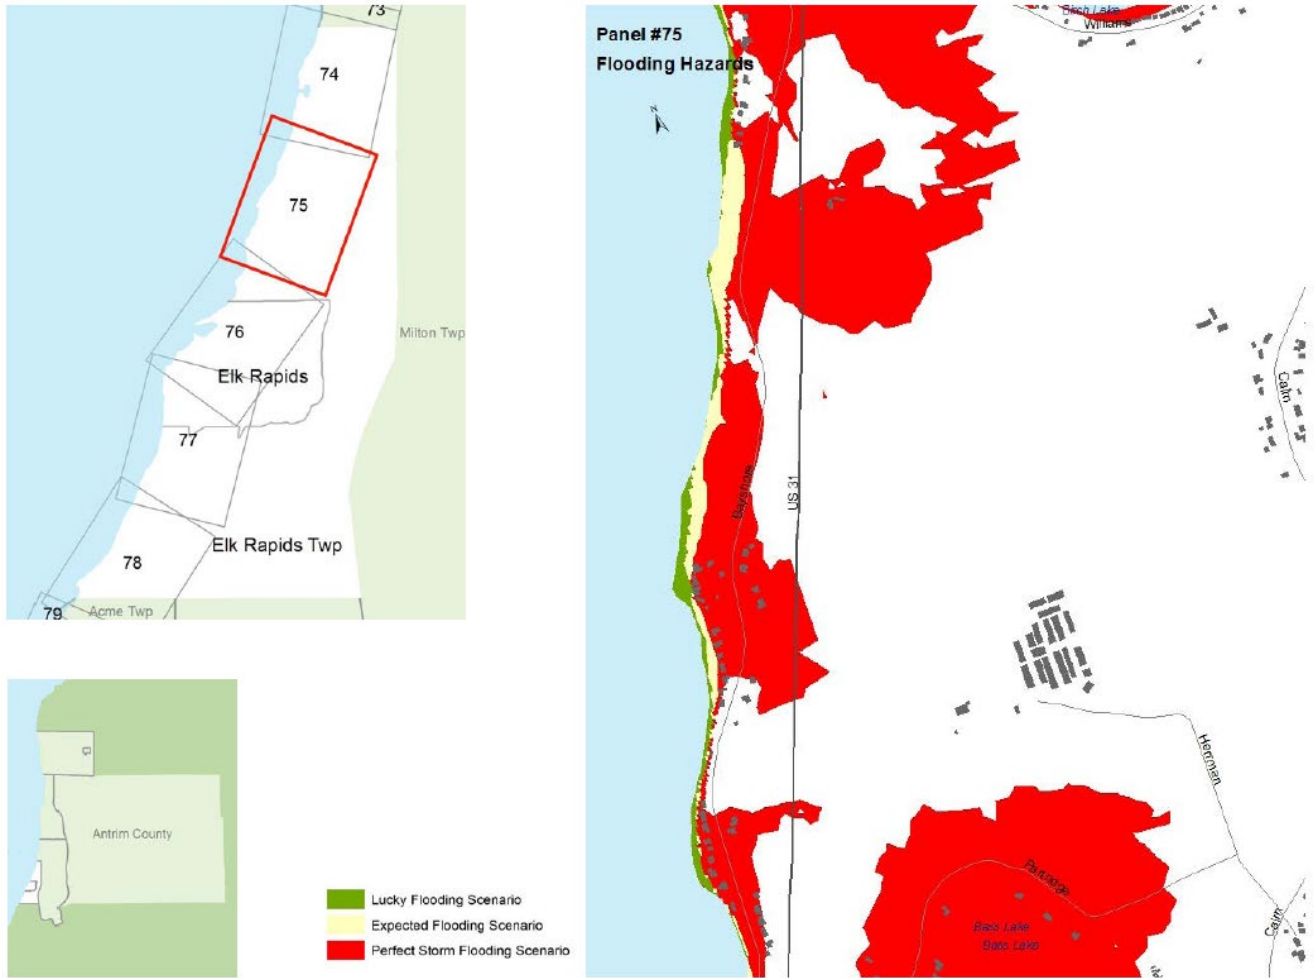 73
74
75
76
Milton Twp
Elk Rapids
77
Elk Rapids Twp
78
79
Acme Twp
Antrim County
Lucky Flooding Scenario
Expected Flooding Scenario
Perfect Storm Flooding Scenario
Panel #75
Flooding Hazards
N
Birch Lake
Williams
Calm
Bayshore
US 31
Herrman
Partridge
Bass Lake
Bass Lake
Calm